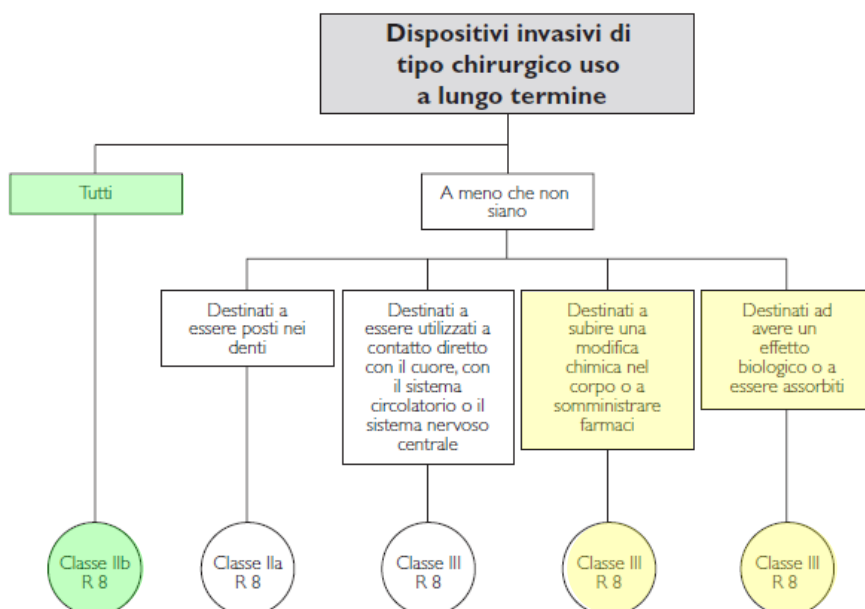 Dispositivi invasivi di
tipo chirurgico uso
a lungo termine
Tutti
A meno che non
siano
Destinati a
essere posti nei
denti
Destinati a
essere utilizzati a
contatto diretto
con il cuore, con
il sistema
circolatorio o il
sistema nervoso
centrale
Destinati a
subire una
modifica
chimica nel
corpo o a
somministrare
farmaci
Destinati ad
avere un
effetto
biologico o a
essere assorbiti
Classe IIb
R 8
Classe IIa
R 8
Classe III
R 8
Classe III
R 8
Classe III
R 8